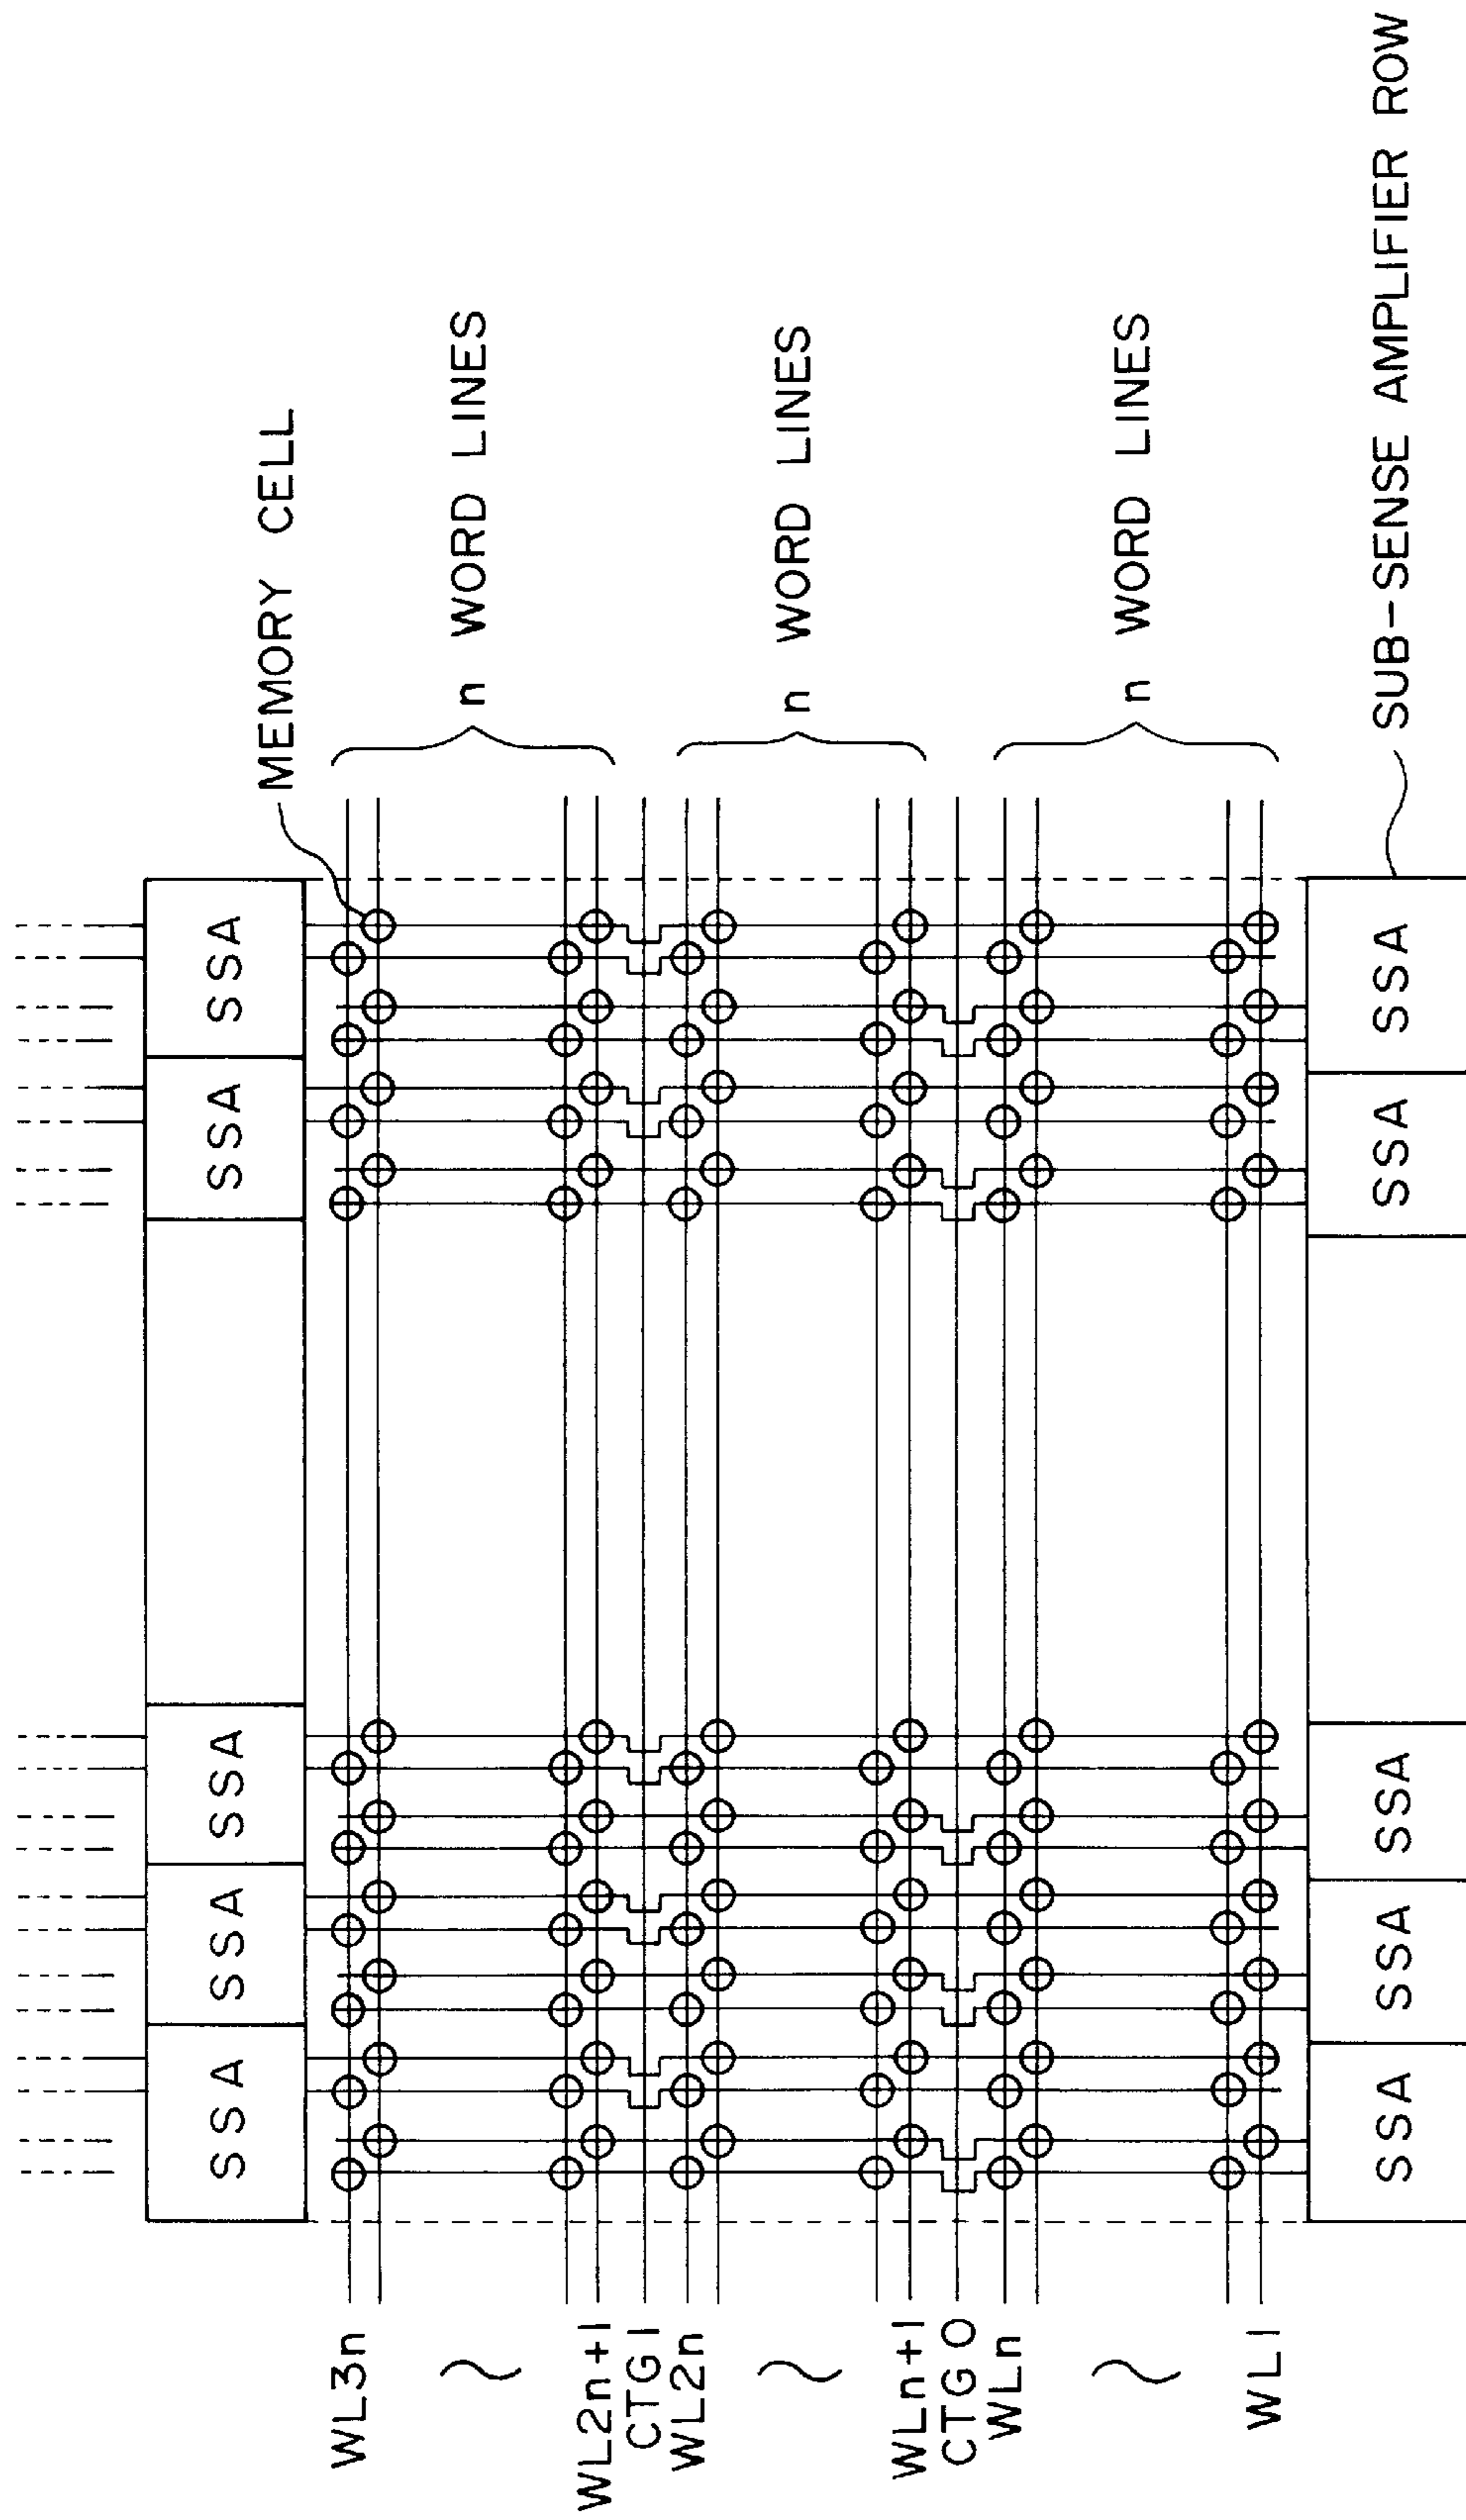 SSA SSA SSA SSA SSA
MEMORY CELL
WL3n
~ n WORD LINES
WL2n+1
CTG1
WL2n
~ n WORD LINES
WLn+1
CTG0
WLn
~ n WORD LINES
WL1
SSA SSA SSA SSA SSA SUB-SENSE AMPLIFIER ROW